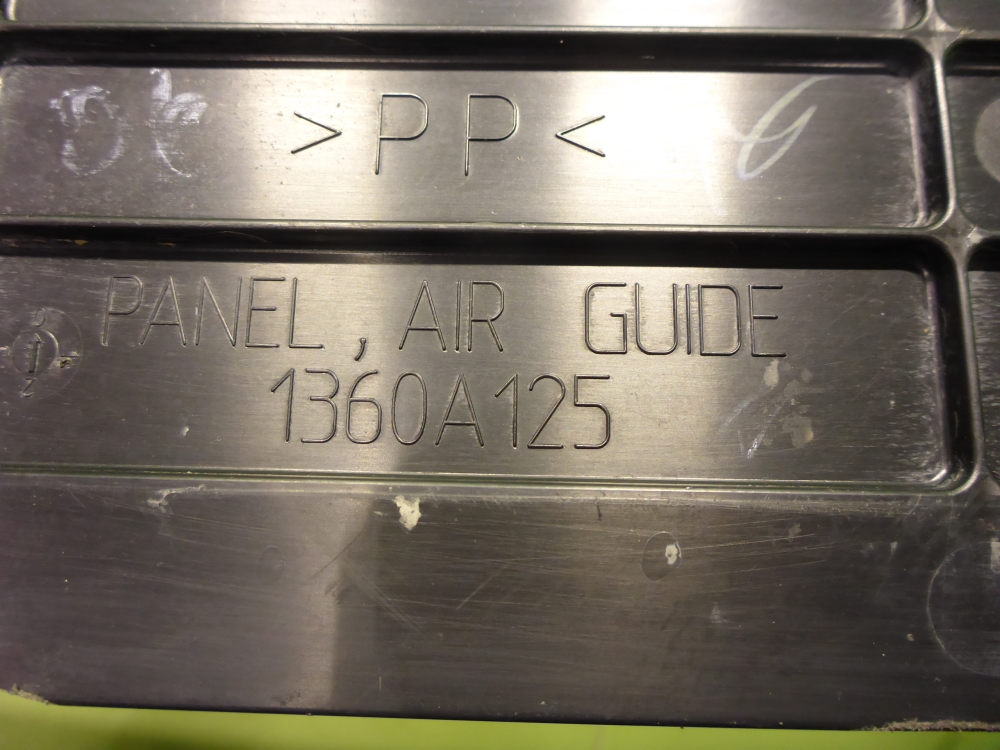 >PP<
PANEL, AIR GUIDE
1360A125